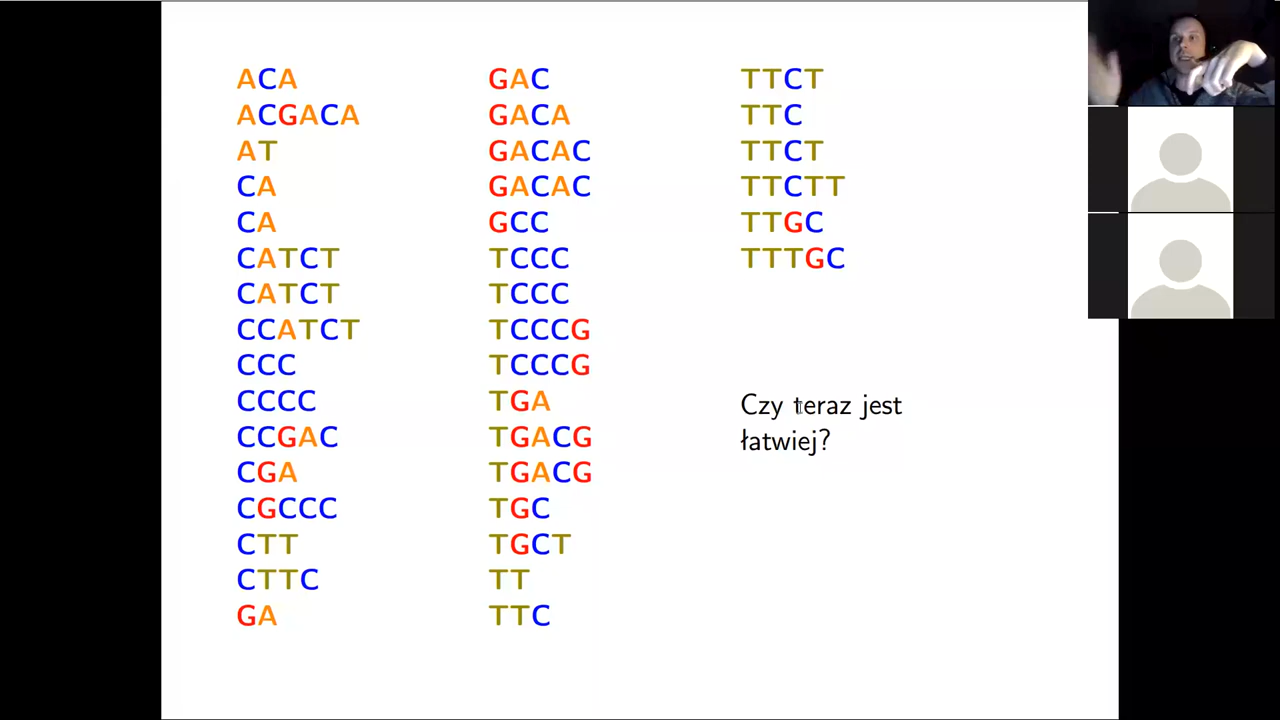 ACA
ACGACA
AT
CA
CA
CATCT
CATCT
CCATCT
CCC
CCCC
CCGAC
CGA
CGCCC
CTT
CTTC
GA
GAC
GACA
GACAC
GACAC
GCC
TCCC
TCCC
TCCCG
TCCCG
TGA
TGACG
TGACG
TGC
TGCT
TT
TTC
TTCT
TTC
TTCT
TTCTT
TTGC
TTTGC
Czy teraz jest
łatwiej?